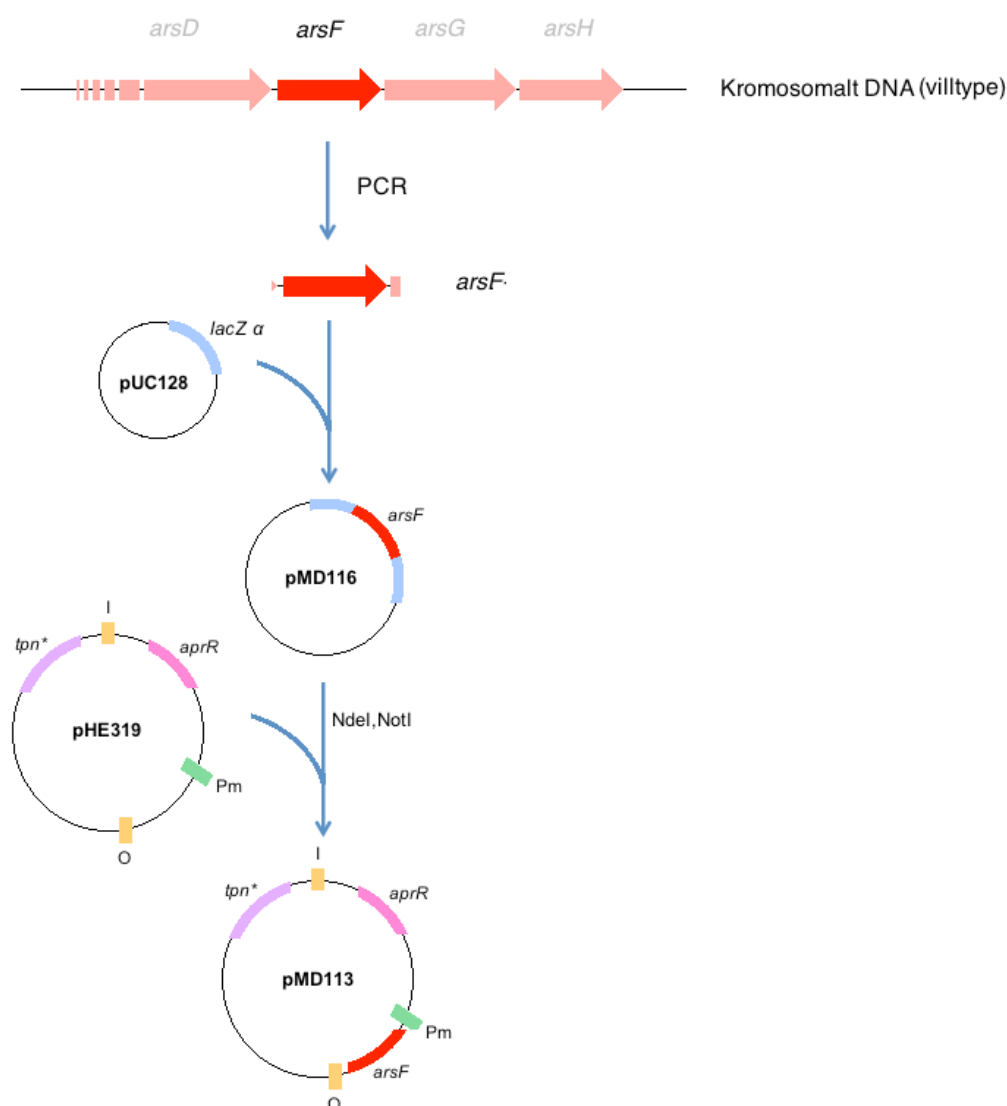 arsD arsF arsG arsH
Kromosomalt DNA (villtype)
PCR
arsF·
lacZ α
pUC128
arsF
pMD116
I
tpn*
aprR
NdeI,NotI
pHE319
Pm
O
I
tpn*
aprR
pMD113
Pm
arsF
O